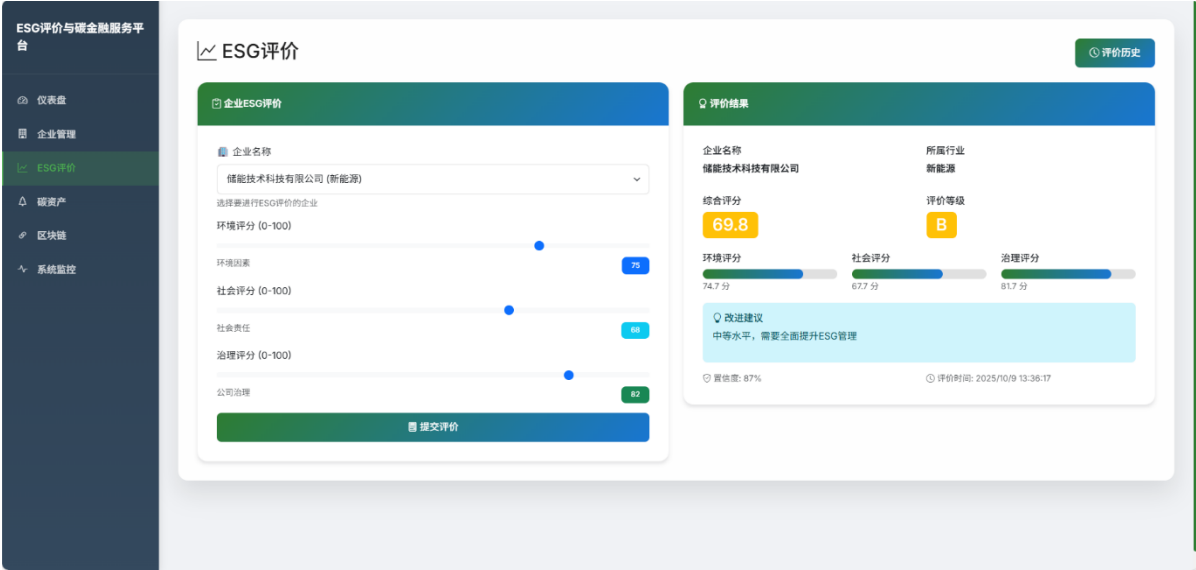 ESG评价与碳金融服务平
台
仪表盘
企业管理
ESG评价
碳资产
区块链
系统监控
ESG评价
评价历史
企业ESG评价
企业名称
储能技术科技有限公司 (新能源)
选择要进行ESG评价的企业
环境评分 (0-100)
环境因素
75
社会评分 (0-100)
社会责任
68
治理评分 (0-100)
公司治理
82
提交评价
评价结果
企业名称
储能技术科技有限公司
所属行业
新能源
综合评分
69.8
评价等级
B
环境评分
74.7 分
社会评分
67.7 分
治理评分
81.7 分
改进建议
中等水平，需要全面提升ESG管理
置信度: 87%
评价时间: 2025/10/9 13:36:17